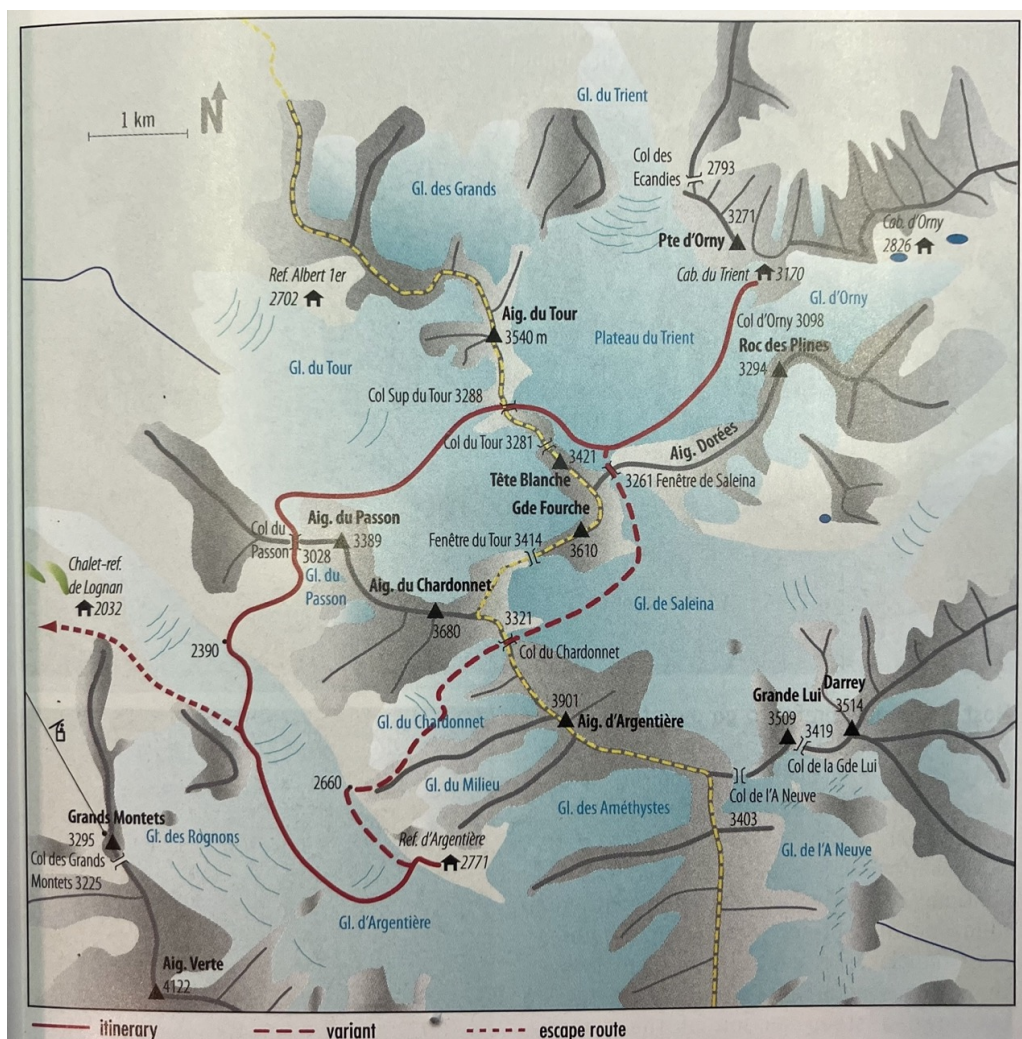 Gl. du Trient
1 km
N
Col des
Ecandies
2793
Gl. des Grands
3271
Pte d'Orny
Cab. d'Orny
2826
Ref. Albert 1er
2702
Cab. du Trient
3170
Gl. d'Orny
Aig. du Tour
3540 m
Plateau du Trient
Col d'Orny 3098
Roc des Plines
3294
Gl. du Tour
Col Sup du Tour 3288
Col du Tour 3281
3421
Aig. Dorées
Tête Blanche
3261 Fenêtre de Saleina
Gde Fourche
Aig. du Passon
3389
Col du
Passon
3028
Fenêtre du Tour 3414
3610
Chalet-ref.
de Lognan
2032
Gl. du
Passon
Aig. du Chardonnet
3680
3321
Gl. de Saleina
2390
Col du Chardonnet
Darrey
3514
Grande Lui
3509
3419
Col de la Gde Lui
3901
Aig. d'Argentière
Gl. du Chardonnet
2660
Gl. du Milieu
Gl. des Améthystes
Col de l'A Neuve
3403
Grands Montets
3295
Gl. des Rognons
Ref. d'Argentière
2771
Gl. de l'A Neuve
Col des Grands
Montets 3225
Gl. d'Argentière
Aig. Verte
4122
itinerary
variant
escape route